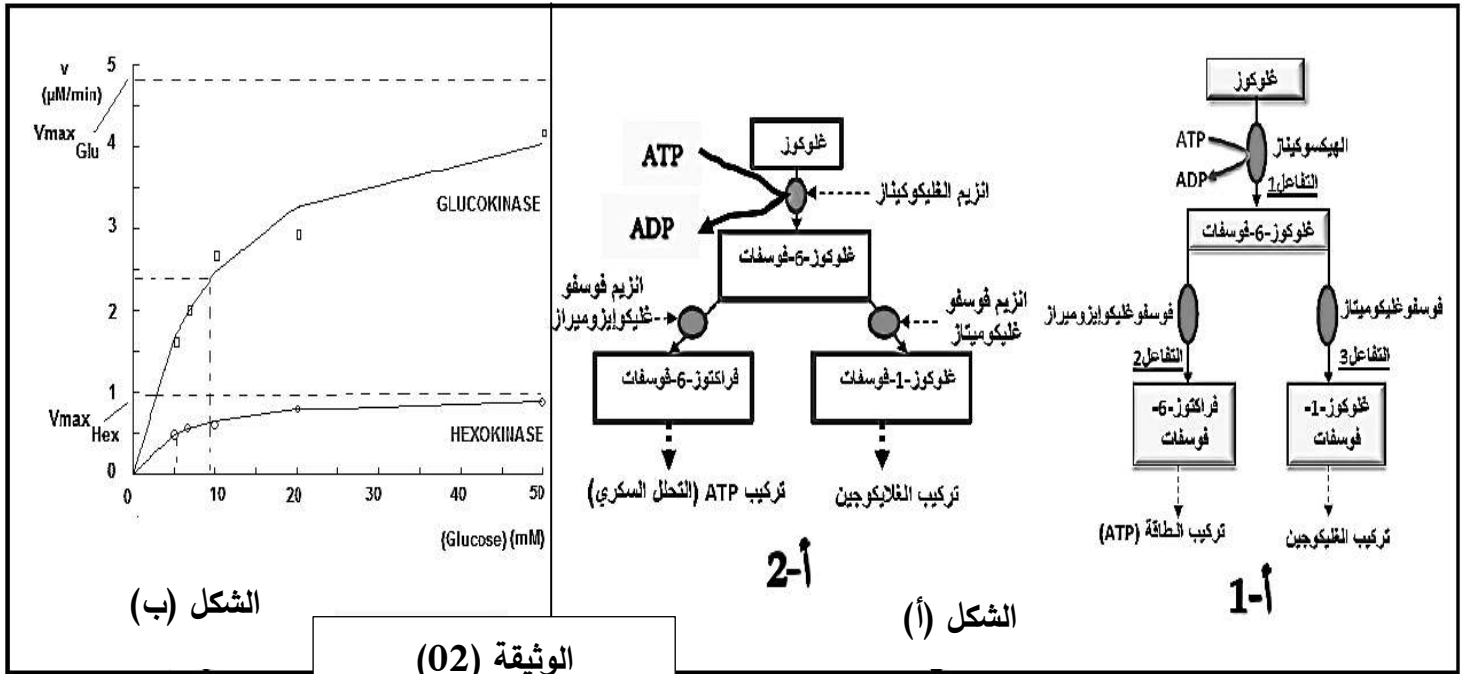 غلوكوز
ATP
الهيكسوكيناز
ADP
التفاعل1
غلوكوز-6-فوسفات
فوسفوغليكوإيزوميراز
فوسفوغليكوميتاز
التفاعل2
التفاعل3
فراكتوز-6-
فوسفات
غلوكوز-1-
فوسفات
تركيب الطاقة (ATP)
تركيب الغليكوجين
أ-1
غلوكوز
ATP
انزيم الغليكوكيناز
ADP
غلوكوز-6-فوسفات
انزيم فوسفو
غليكوإيزوميراز
انزيم فوسفو
غليكوميتاز
فراكتوز-6-فوسفات
غلوكوز-1-فوسفات
تركيب ATP (التحلل السكري)
تركيب الغلايكوجين
أ-2
الشكل (أ)
v
(µM/min)
Vmax
Glu
5
4
3
2
1
0
GLUCOKINASE
Vmax
Hex
HEXOKINASE
0 10 20 30 40 50
(Glucose) (mM)
الشكل (ب)
الوثيقة (02)